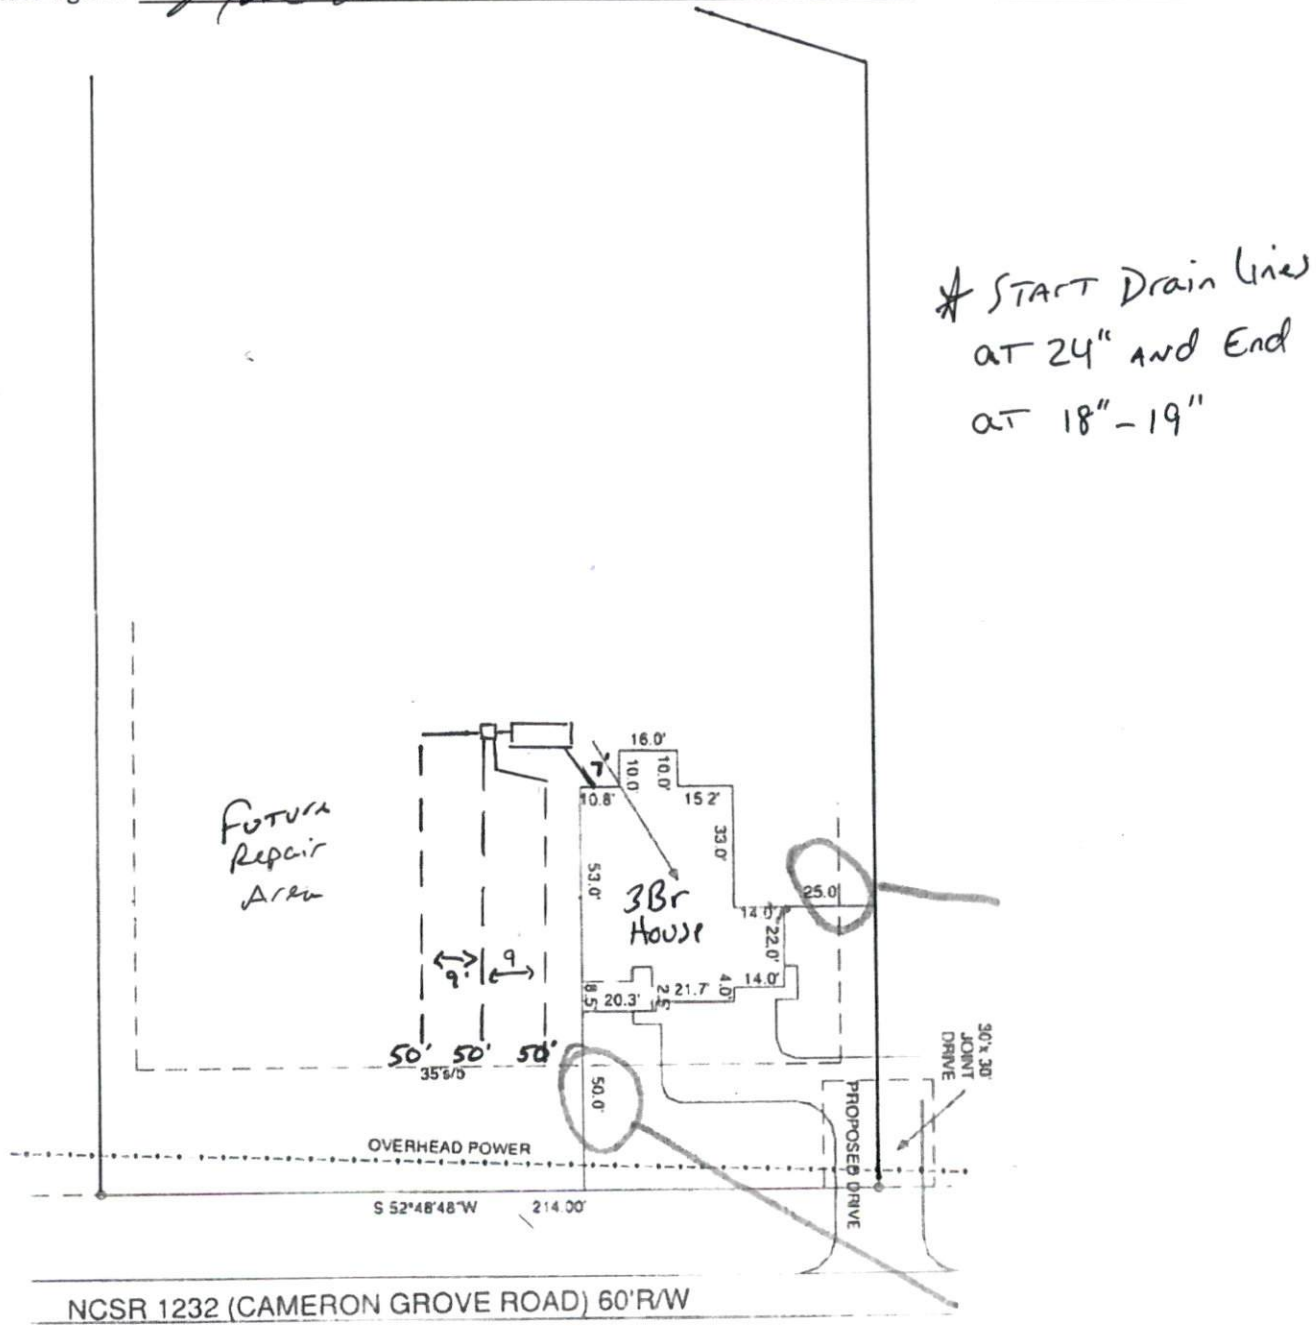 * START Drain lines
at 24" and End
at 18"-19"
16.0'
7'
10.0'
10.0'
10.8'
15 2'
33.0'
Future
Repair
Area
53.0'
3Br
House
25.0
14.0'
22.0'
9'
9
8.5'
20.3'
2.5'
21.7'
4.0'
14.0'
50' 50' 50'
35's/b
50.0'
30'x 30'
JOINT
DRIVE
PROPOSED DRIVE
OVERHEAD POWER
S 52°48'48"W 214.00'
NCSR 1232 (CAMERON GROVE ROAD) 60'R/W